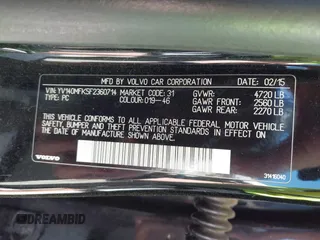 MFD BY VOLVO CAR CORPORATION 02/15
VIN: YV140MFK5F2360714 MARKET CODE: 31 GVWR: 4720 LB
TYPE: PC COLOUR: 019-46 GAWR FRONT: 2560 LB
GAWR REAR: 2270 LB
THIS VEHICLE CONFORMS TO ALL APPLICABLE FEDERAL MOTOR VEHICLE
SAFETY, BUMPER, AND THEFT PREVENTION STANDARDS IN EFFECT ON THE
DATE OF MANUFACTURE SHOWN ABOVE.
VOLVO 31416040
DREAMBID